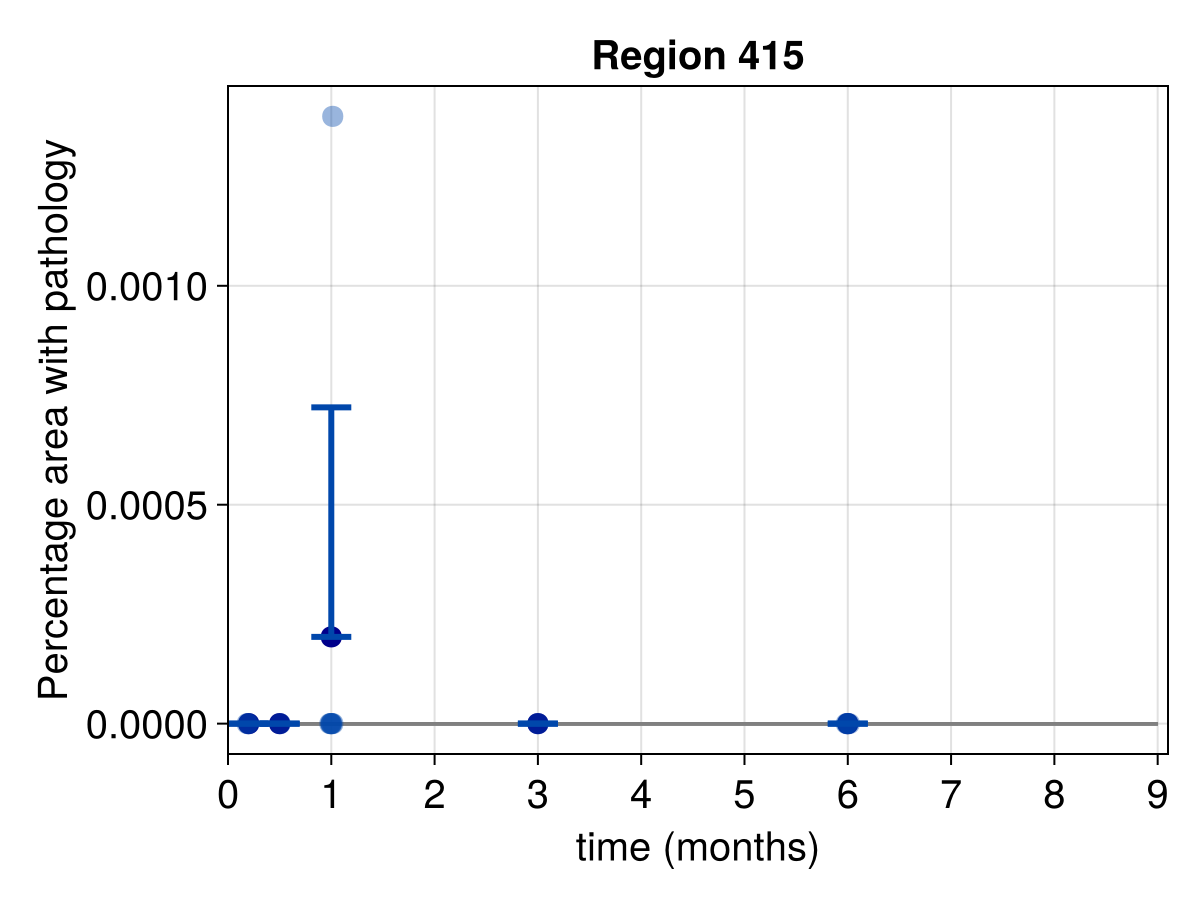 Region 415
Percentage area with pathology
0.0010
0.0005
0.0000
0 1 2 3 4 5 6 7 8 9
time (months)